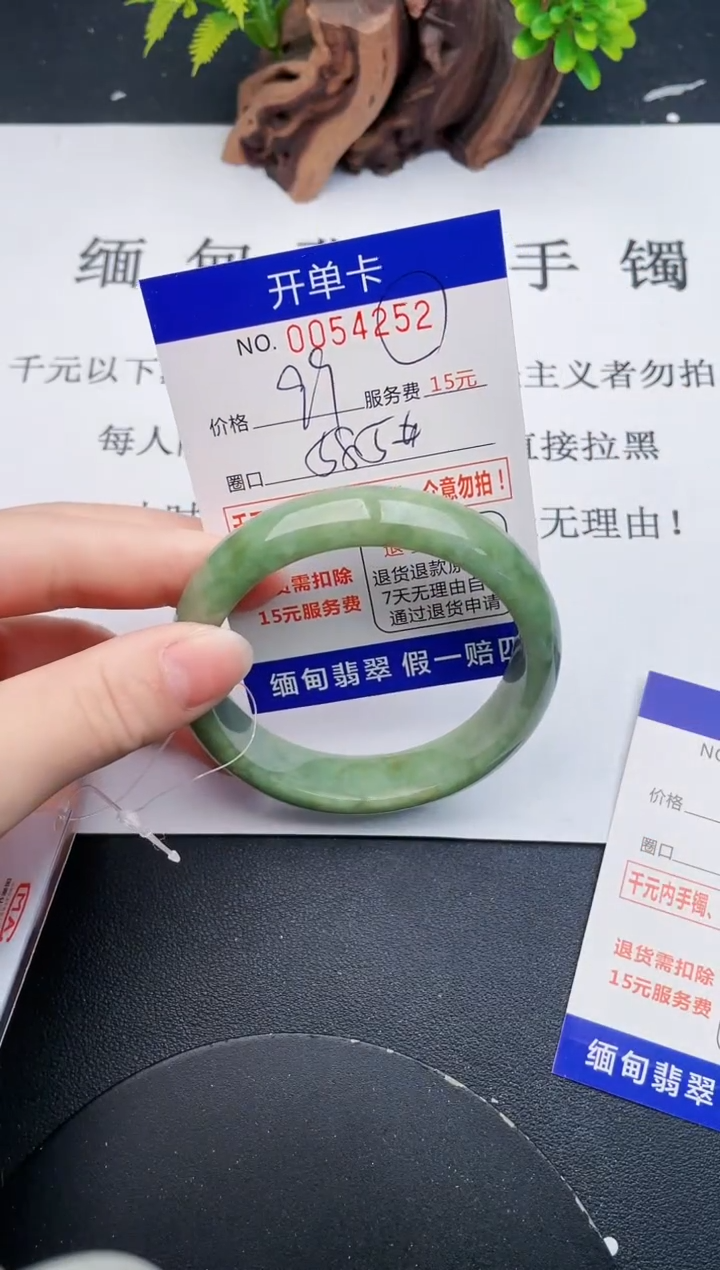 缅甸 手镯
开单卡
NO. 0054252
千元以下 主义者勿拍
价格 99 服务费 15元
每人 直接拉黑
圈口 58.5
介意勿拍！
无理由！
退货需扣除
15元服务费
退货退款
7天无理由自
通过退货申请
缅甸翡翠 假一赔四
NO
价格
圈口
千元内手镯、
退货需扣除
15元服务费
缅甸翡翠